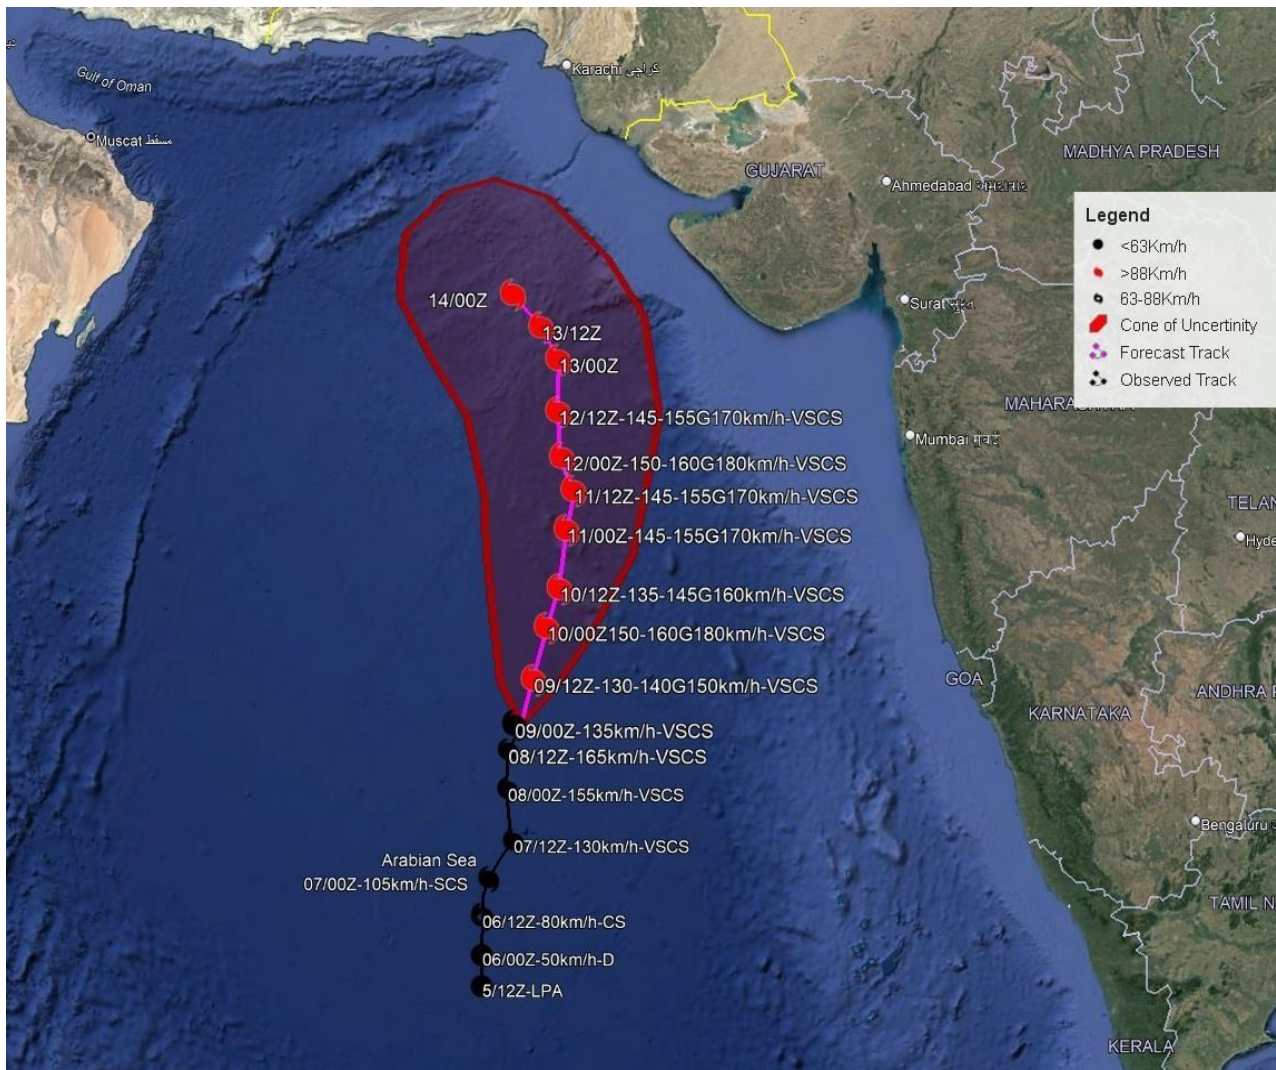 Karachi کراچی
Gulf of Oman
Muscat مسقط
MADHYA PRADESH
GUJARAT
Ahmedabad અમદાવાદ
Legend
<63Km/h
>88Km/h
63-88Km/h
Cone of Uncertinity
Forecast Track
Observed Track
Surat
14/00Z
13/12Z
13/00Z
12/12Z-145-155G170km/h-VSCS
MAHARASHTRA
Mumbai मुंबई
12/00Z-150-160G180km/h-VSCS
11/12Z-145-155G170km/h-VSCS
TELAN
11/00Z-145-155G170km/h-VSCS
Hyde
10/12Z-135-145G160km/h-VSCS
10/00Z150-160G180km/h-VSCS
GOA
09/12Z-130-140G150km/h-VSCS
ANDHRA P
KARNATAKA
09/00Z-135km/h-VSCS
08/12Z-165km/h-VSCS
08/00Z-155km/h-VSCS
Bengaluru
07/12Z-130km/h-VSCS
Arabian Sea
07/00Z-105km/h-SCS
TAMIL N
06/12Z-80km/h-CS
06/00Z-50km/h-D
5/12Z-LPA
KERALA